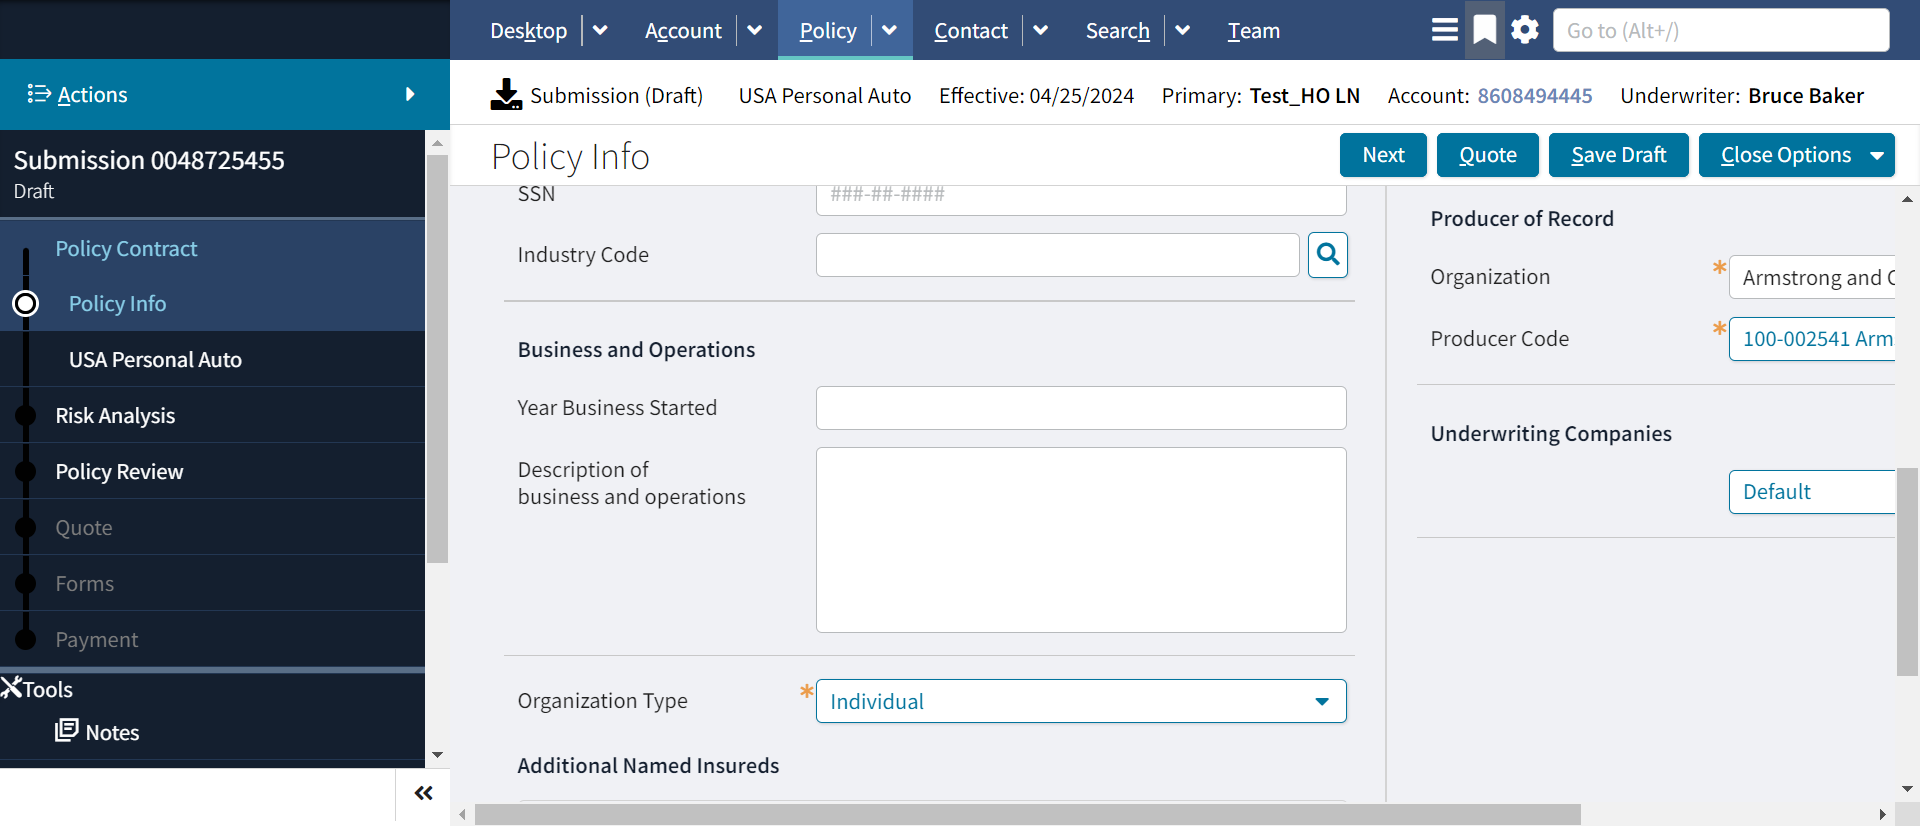 Desktop
Account
Policy
Contact
Search
Team
Go to (Alt+/)
Actions
Submission (Draft)
USA Personal Auto
Effective: 04/25/2024
Primary: Test_HO LN
Account: 8608494445
Underwriter: Bruce Baker
Submission 0048725455
Draft
Policy Info
Next
Quote
Save Draft
Close Options
Policy Contract
Policy Info
USA Personal Auto
Risk Analysis
Policy Review
Quote
Forms
Payment
Tools
Notes
SSN
###-##-####
Industry Code
Business and Operations
Year Business Started
Description of
business and operations
Organization Type
* Individual
Additional Named Insureds
Producer of Record
Organization
* Armstrong and C
Producer Code
* 100-002541 Arm
Underwriting Companies
Default